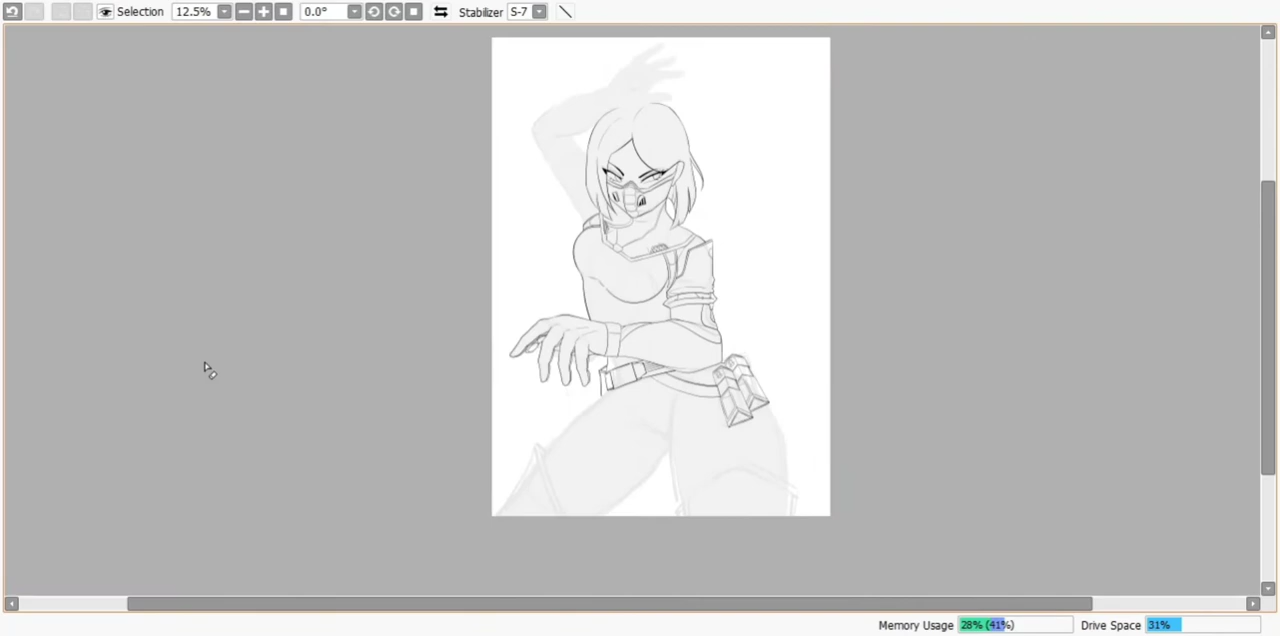 Selection 12.5% 0.0° Stabilizer S-7
Memory Usage 28% (41%) Drive Space 31%